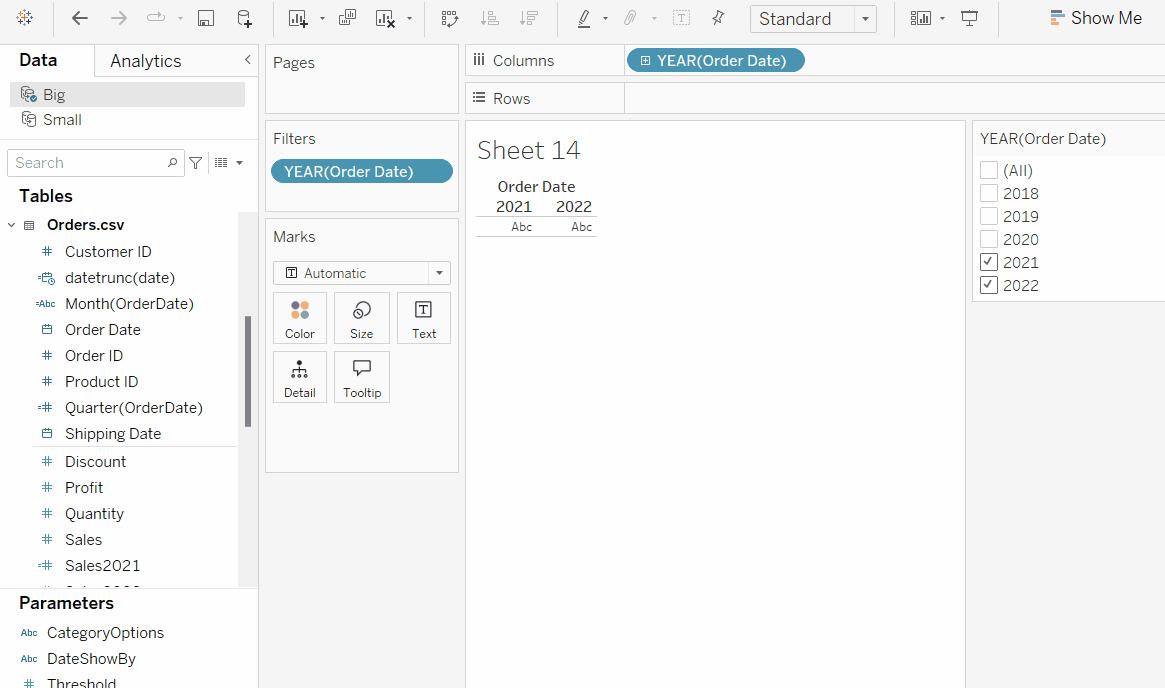 Standard
Show Me
Data
Analytics
Big
Small
Search
Tables
Orders.csv
Customer ID
datetrunc(date)
Abc Month(OrderDate)
Order Date
Order ID
Product ID
Quarter(OrderDate)
Shipping Date
Discount
Profit
Quantity
Sales
Sales2021
Parameters
Abc CategoryOptions
Abc DateShowBy
Threshold
Pages
Filters
YEAR(Order Date)
Marks
T Automatic
Color
Size
Text
Detail
Tooltip
Columns
YEAR(Order Date)
Rows
Sheet 14
Order Date
2021 2022
Abc Abc
YEAR(Order Date)
(All)
2018
2019
2020
2021
2022